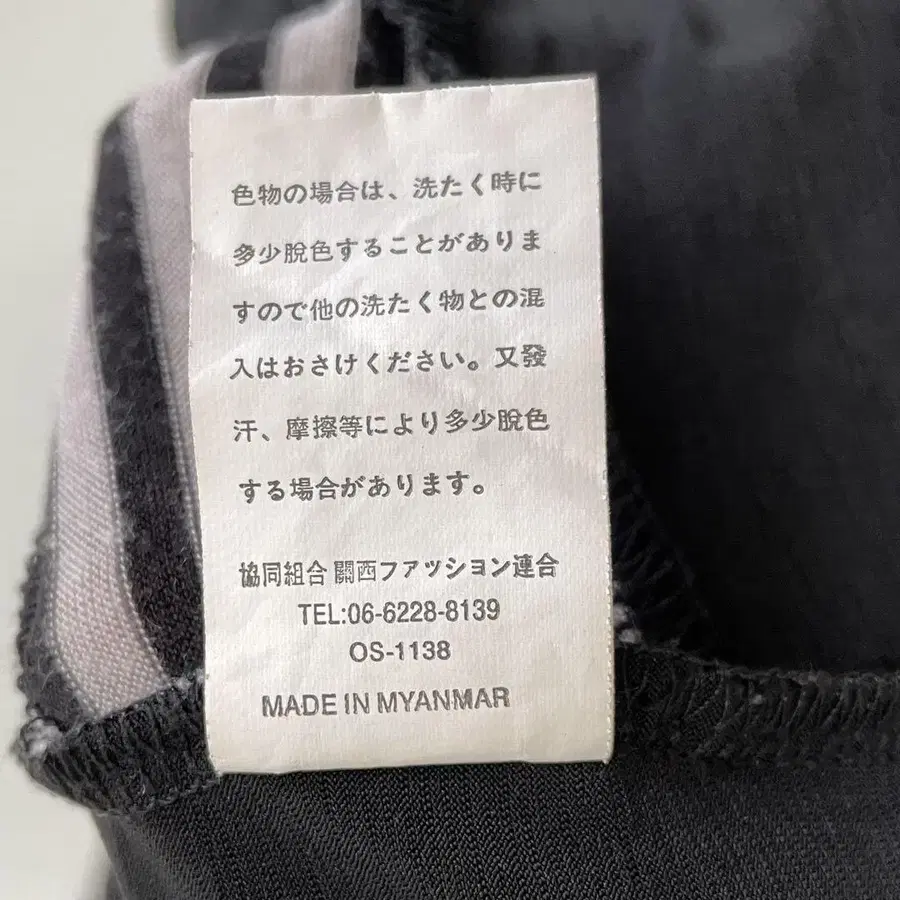 色物の場合は、洗たく時に
多少脱色することがありま
すので他の洗たく物との混
入はおさけください。又發
汗、摩擦等により多少脱色
する場合があります。
協同組合 關西ファッション連合
TEL:06-6228-8139
OS-1138
MADE IN MYANMAR